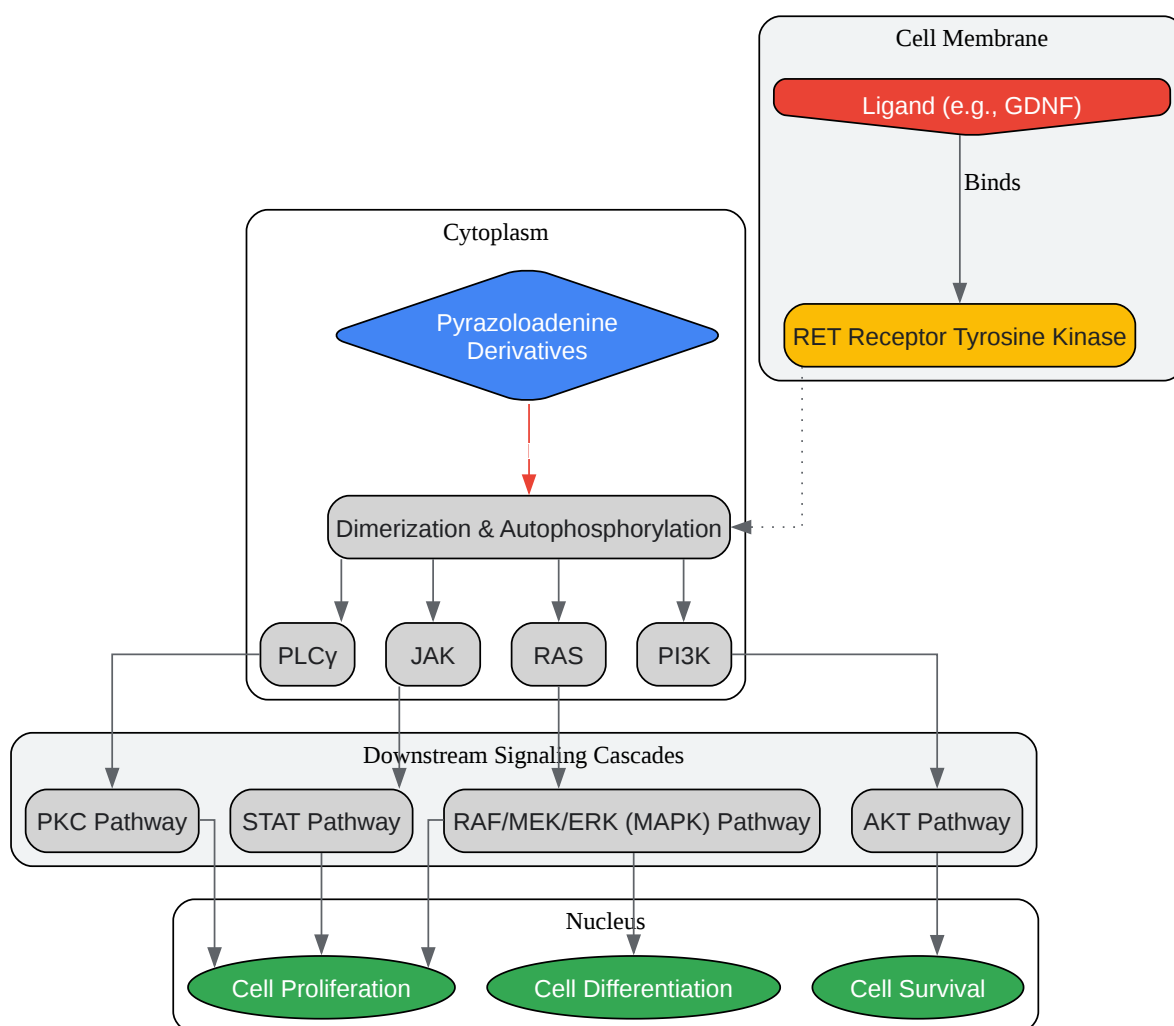 Cell Membrane
Ligand (e.g., GDNF)
Binds
RET Receptor Tyrosine Kinase
Cytoplasm
Pyrazoloadenine
Derivatives
Dimerization & Autophosphorylation
PLCγ
JAK
RAS
PI3K
Downstream Signaling Cascades
PKC Pathway
STAT Pathway
RAF/MEK/ERK (MAPK) Pathway
AKT Pathway
Nucleus
Cell Proliferation
Cell Differentiation
Cell Survival